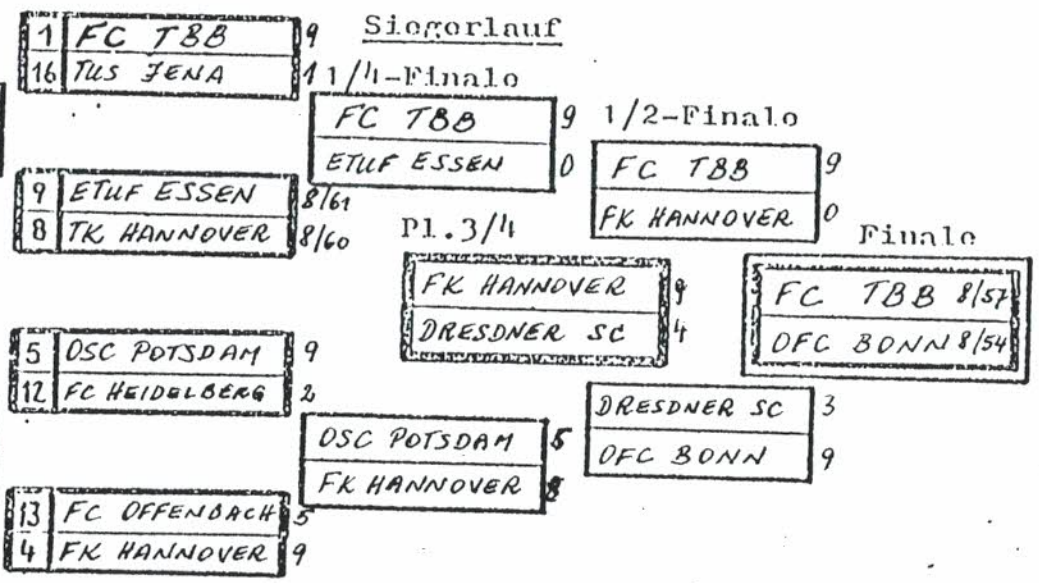 Siegerlauf
1 FC TBB 9
16 TUS JENA 1
1/4-Finale
FC TBB 9
ETUF ESSEN 0
1/2-Finale
FC TBB 9
FK HANNOVER 0
9 ETUF ESSEN 8/61
8 TK HANNOVER 8/60
Pl.3/4
FK HANNOVER 9
DRESDNER SC 4
Finale
FC TBB 8/57
OFC BONN 8/54
5 OSC POTSDAM 9
12 FC HEIDELBERG 2
DRESDNER SC 3
OFC BONN 9
OSC POTSDAM 5
FK HANNOVER 8
13 FC OFFENBACH 5
4 FK HANNOVER 9